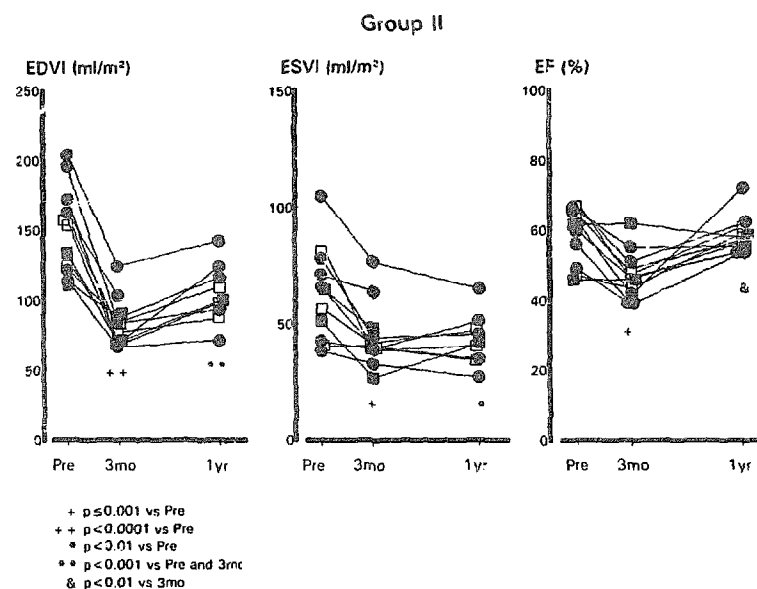 Group II
EDVI (ml/m²) ESVI (ml/m²) EF (%)
250 150 100
200 80
150 100 60
100 50 40
50 20
0 0 0
+ + * * + * + &
Pre 3mo 1yr Pre 3mo 1yr Pre 3mo 1yr
+ p≤0.001 vs Pre
+ + p<0.0001 vs Pre
* p<0.01 vs Pre
* * p<0.001 vs Pre and 3mo
& p<0.01 vs 3mo